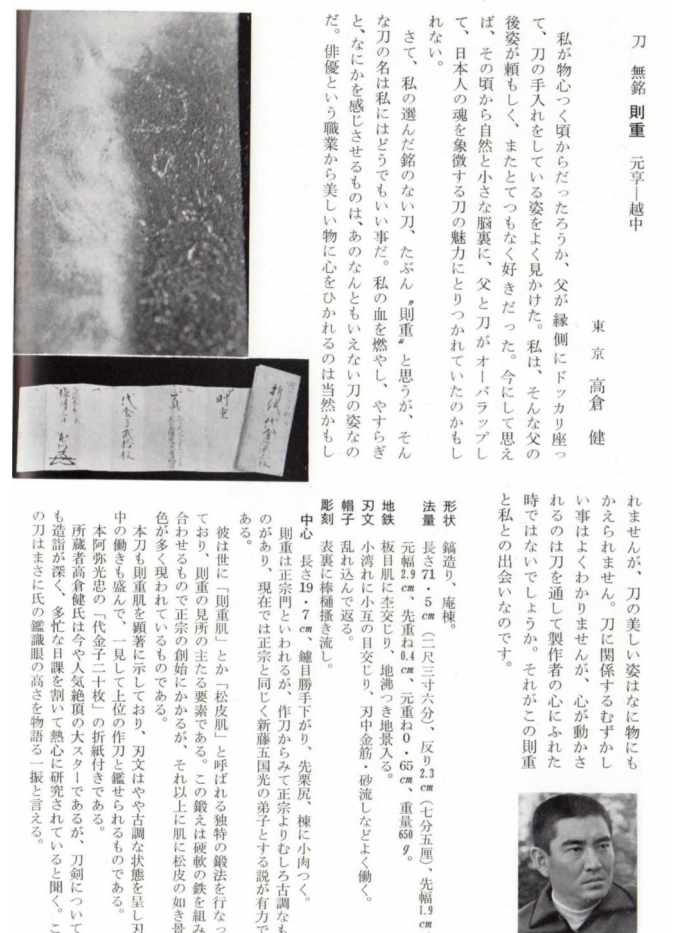 刀　無銘　則重　元亨―越中
東京　高倉　健
私が物心つく頃からだったろうか、父が縁側にドッカリ座っ
て、刀の手入れをしている姿をよく見かけた。私は、そんな父の
後姿が頼もしく、またとてつもなく好きだった。今にして思え
ば、その頃から自然と小さな脳裏に、父と刀がオーバラップし
て、日本人の魂を象徴する刀の魅力にとりつかれていたのかもし
れない。
さて、私の選んだ銘のない刀、たぶん〝則重〟と思うが、そん
な刀の名は私にはどうでもいい事だ。私の血を燃やし、やすらぎ
と、なにかを感じさせるものは、あのなんともいえない刀の姿なの
だ。俳優という職業から美しい物に心をひかれるのは当然かもし
れませんが、刀の美しい姿はなに物にも
かえられません。刀に関係するむずかし
い事はよくわかりませんが、心が動かさ
れるのは刀を通して製作者の心にふれた
時ではないでしょうか。それがこの則重
と私との出会いなのです。
形状　鎬造り、庵棟。
法量　長さ71・5㎝（二尺三寸六分）、反り2.3㎝（七分五厘）、先幅1.9㎝
元幅2.9㎝、先重ね0.4㎝、元重ね0・65㎝、重量650ｇ。
地鉄　板目肌に杢交じり、地沸つき地景入る。
刃文　小湾れに小互の目交じり、刃中金筋・砂流しなどよく働く。
帽子　乱れ込んで返る。
彫刻　表裏に棒樋搔き流し。
中心　長さ19・7㎝、鑢目勝手下がり、先栗尻、棟に小肉つく。
則重は正宗門といわれるが、作刀からみて正宗よりむしろ古調なも
のがあり、現在では正宗と同じく新藤五国光の弟子とする説が有力で
ある。
彼は世に「則重肌」とか「松皮肌」と呼ばれる独特の鍛法を行なっ
ており、則重の見所の主たる要素である。この鍛えは硬軟の鉄を組み
合わせるもので正宗の創始にかかるが、それ以上に肌に松皮の如き景
色が多く現われているものである。
本刀も則重肌を顕著に示しており、刃文はやや古調な状態を呈し刃
中の働きも盛んで、一見して上位の作刀と鑑せられるものである。
本阿弥光忠の「代金子二十枚」の折紙付きである。
所蔵者高倉健氏は今や人気絶頂の大スターであるが、刀剣について
も造詣が深く、多忙な日課を割いて熱心に研究されていると聞く。こ
の刀はまさに氏の鑑識眼の高さを物語る一振と言える。